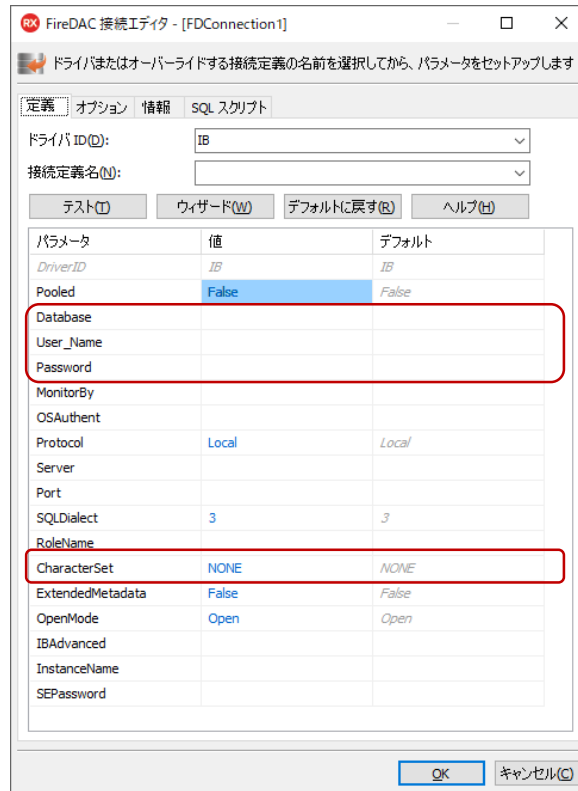 RX FireDAC 接続エディタ - [FDConnection1]
ドライバまたはオーバーライドする接続定義の名前を選択してから、パラメータをセットアップします
定義 オプション 情報 SQL スクリプト
ドライバ ID(D): IB
接続定義名(N):
テスト(T) ウィザード(W) デフォルトに戻す(R) ヘルプ(H)
パラメータ 値 デフォルト
DriverID IB IB
Pooled False False
Database
User_Name
Password
MonitorBy
OSAuthent
Protocol Local Local
Server
Port
SQLDialect 3 3
RoleName
CharacterSet NONE NONE
ExtendedMetadata False False
OpenMode Open Open
IBAdvanced
InstanceName
SEPassword
OK キャンセル(C)